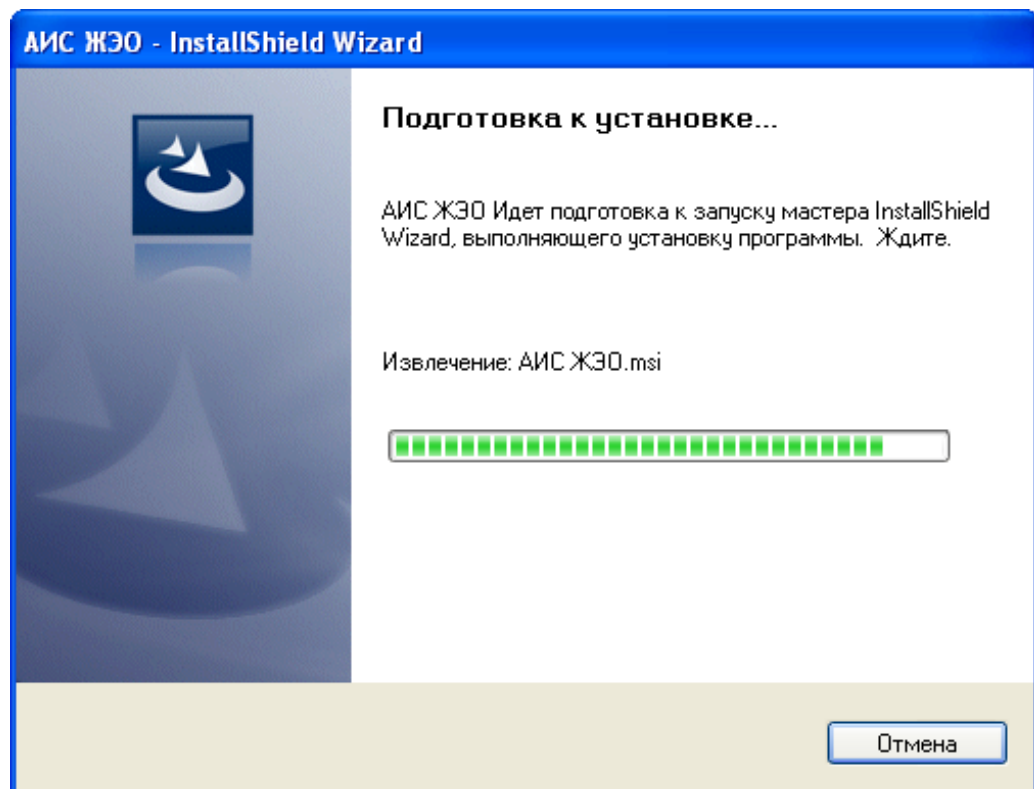 АИС ЖЭО - InstallShield Wizard
Подготовка к установке...
АИС ЖЭО Идет подготовка к запуску мастера InstallShield
Wizard, выполняющего установку программы. Ждите.
Извлечение: АИС ЖЭО.msi
Отмена